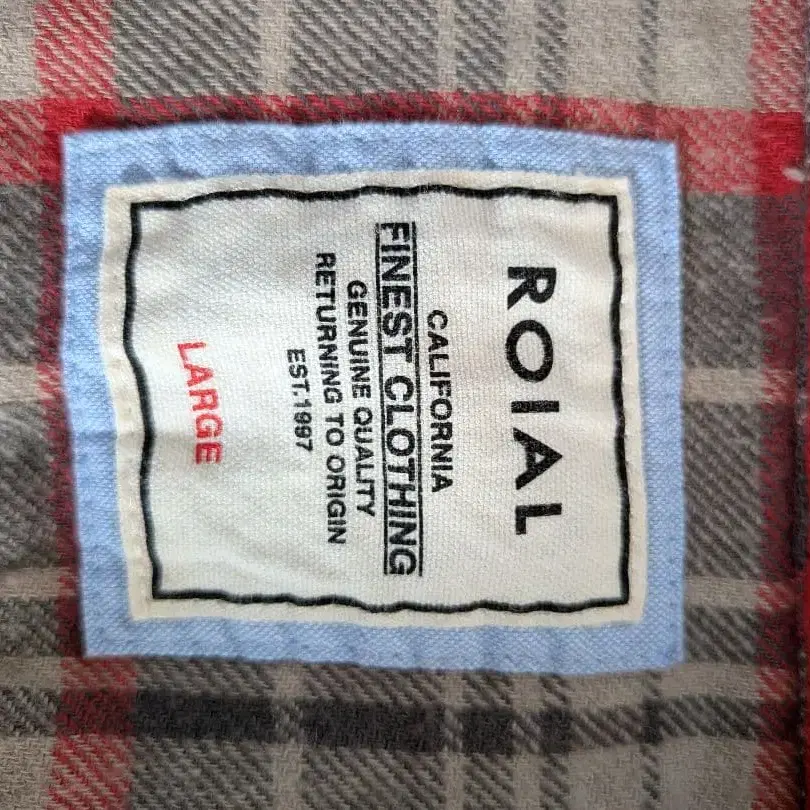 ROIAL
CALIFORNIA
FINEST CLOTHING
GENUINE QUALITY
RETURNING TO ORIGIN
EST.1997
LARGE